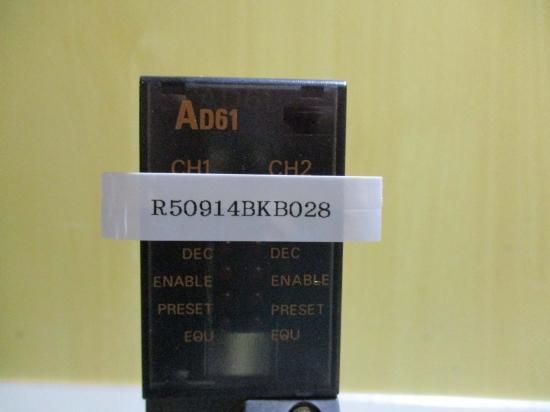 AD61
CH1 CH2
R50914BKB028
DEC DEC
ENABLE ENABLE
PRESET PRESET
EQU EQU